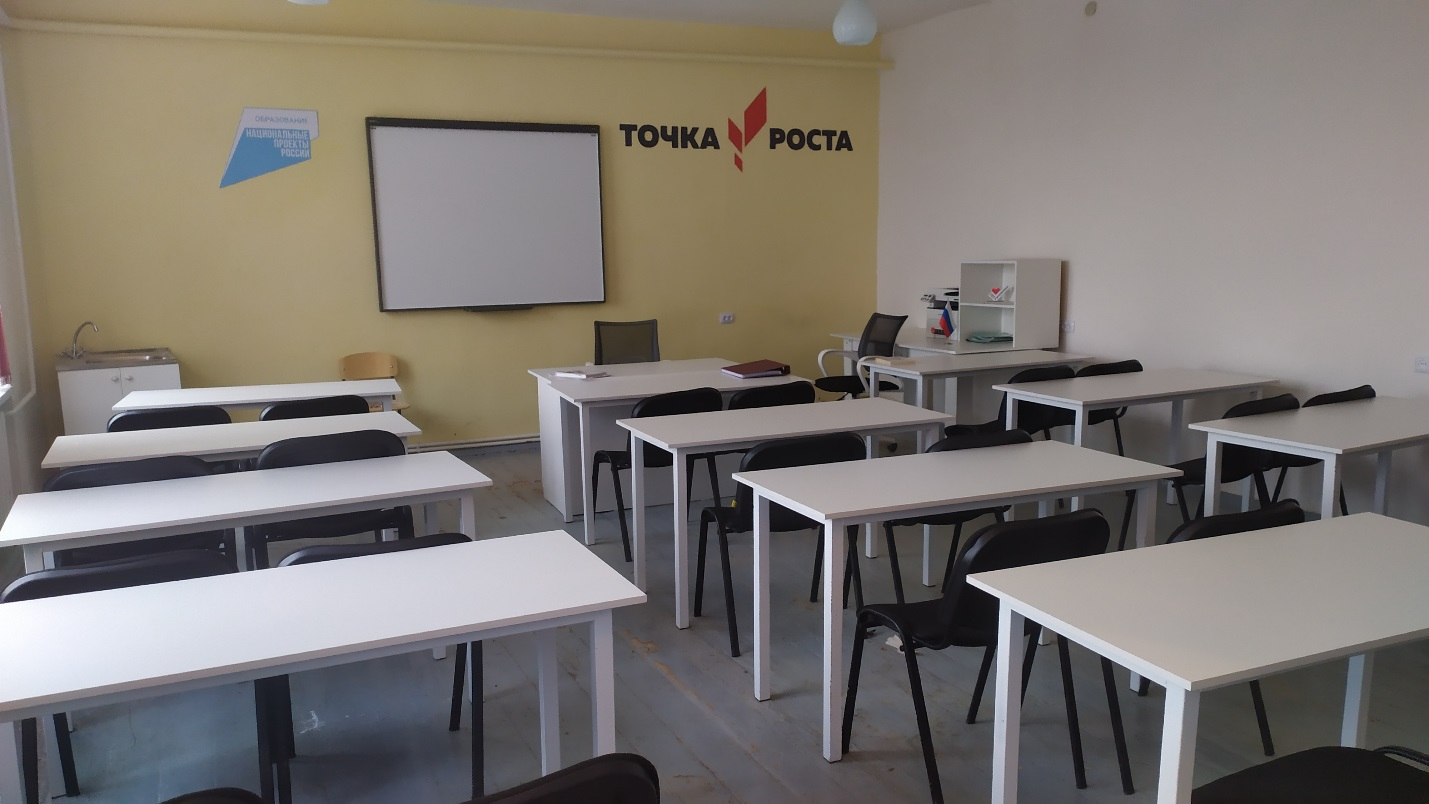 ОБРАЗОВАНИЕ
НАЦИОНАЛЬНЫЕ
ПРОЕКТЫ
РОССИИ
ТОЧКА РОСТА